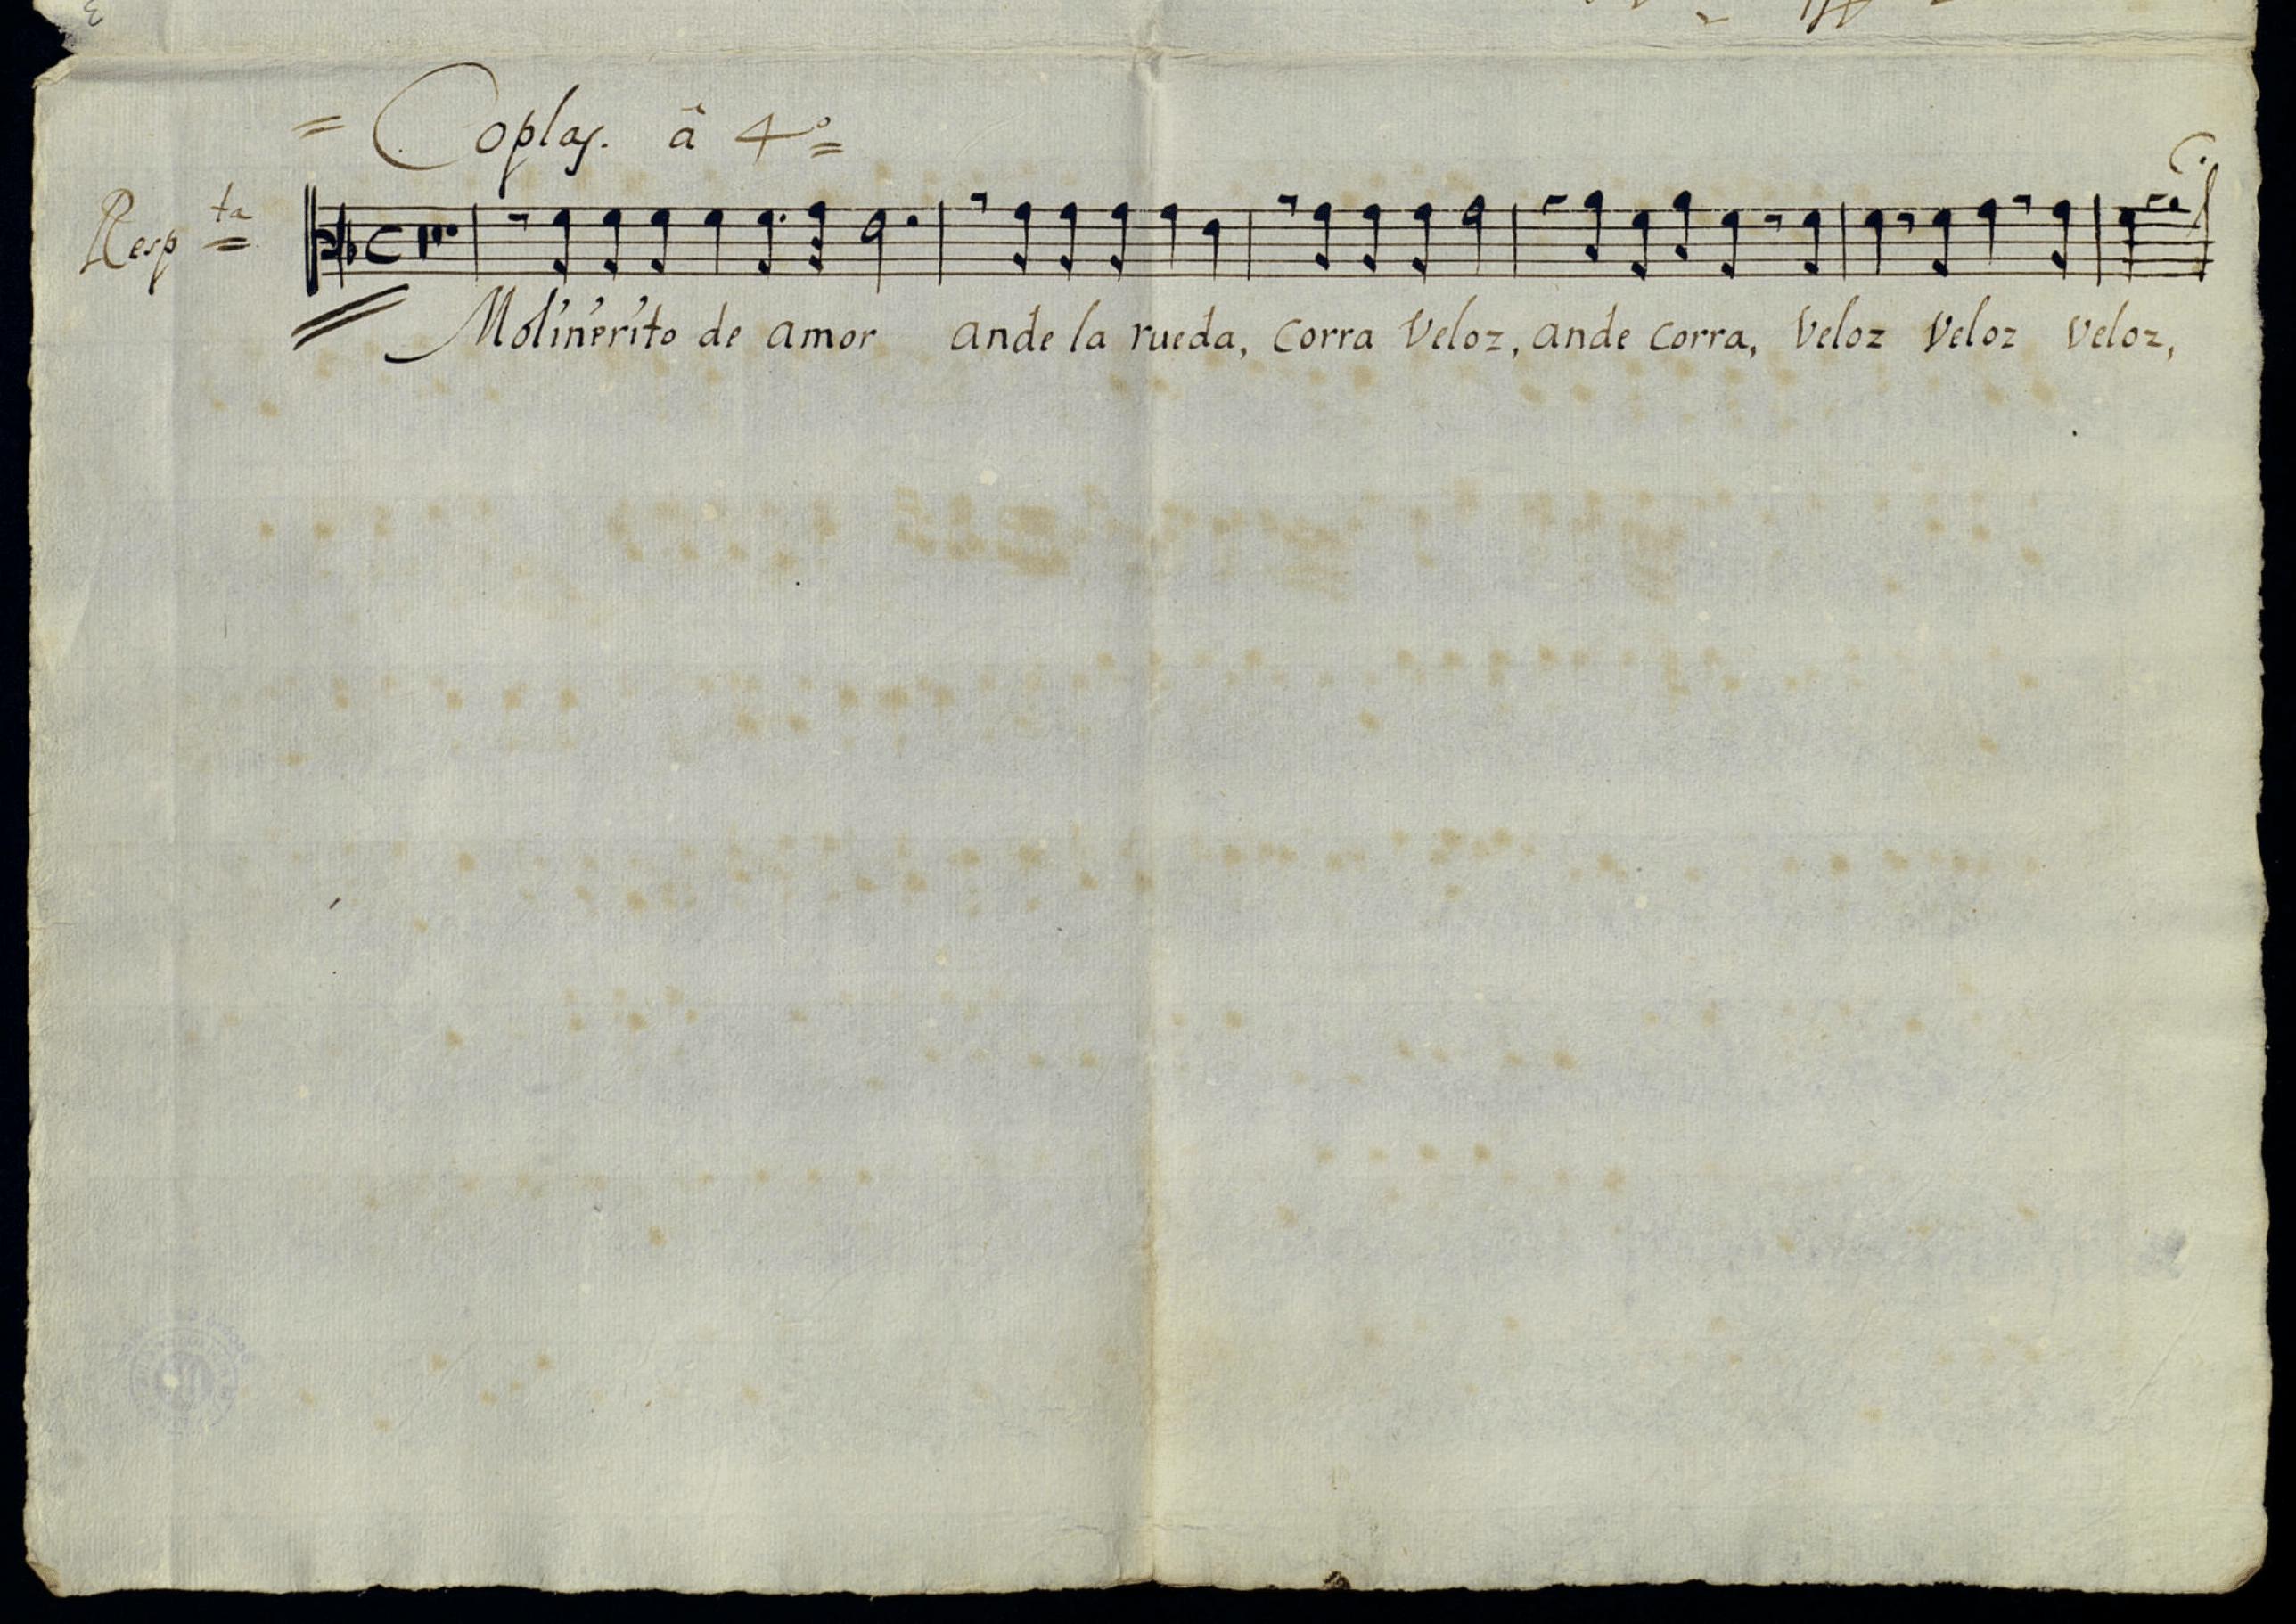 = Coplas. â 4º =
Resp ta =
Molinerito de amor ande la rueda, corra Veloz, ande corra, Veloz Veloz Veloz,